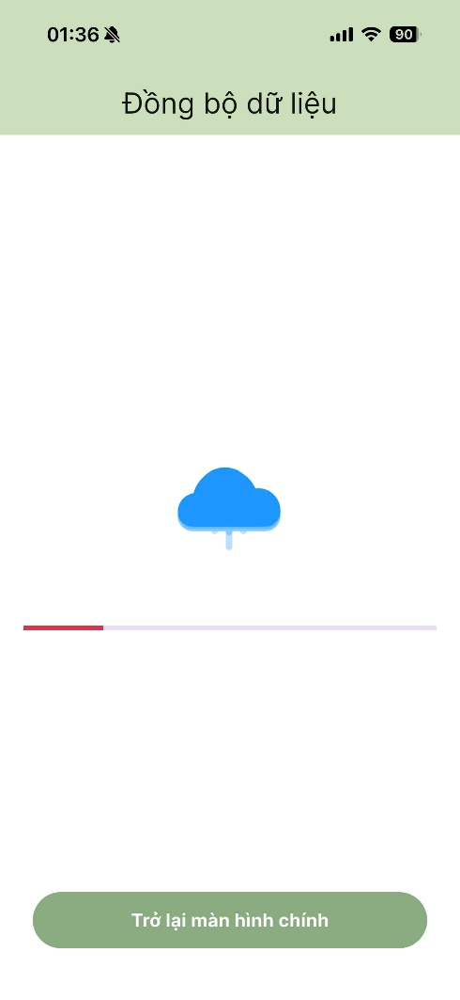 01:36
90
Đồng bộ dữ liệu
Trở lại màn hình chính